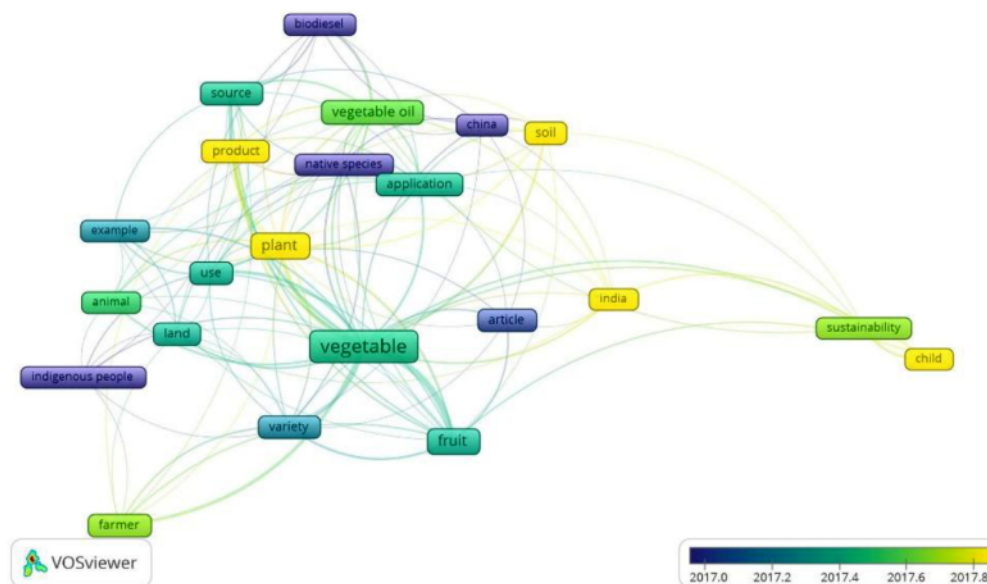 biodiesel
source
vegetable oil
china
soil
product
native species
application
example
plant
use
animal
india
land
article
sustainability
vegetable
child
indigenous people
variety
fruit
farmer
VOSviewer
2017.0 2017.2 2017.4 2017.6 2017.8